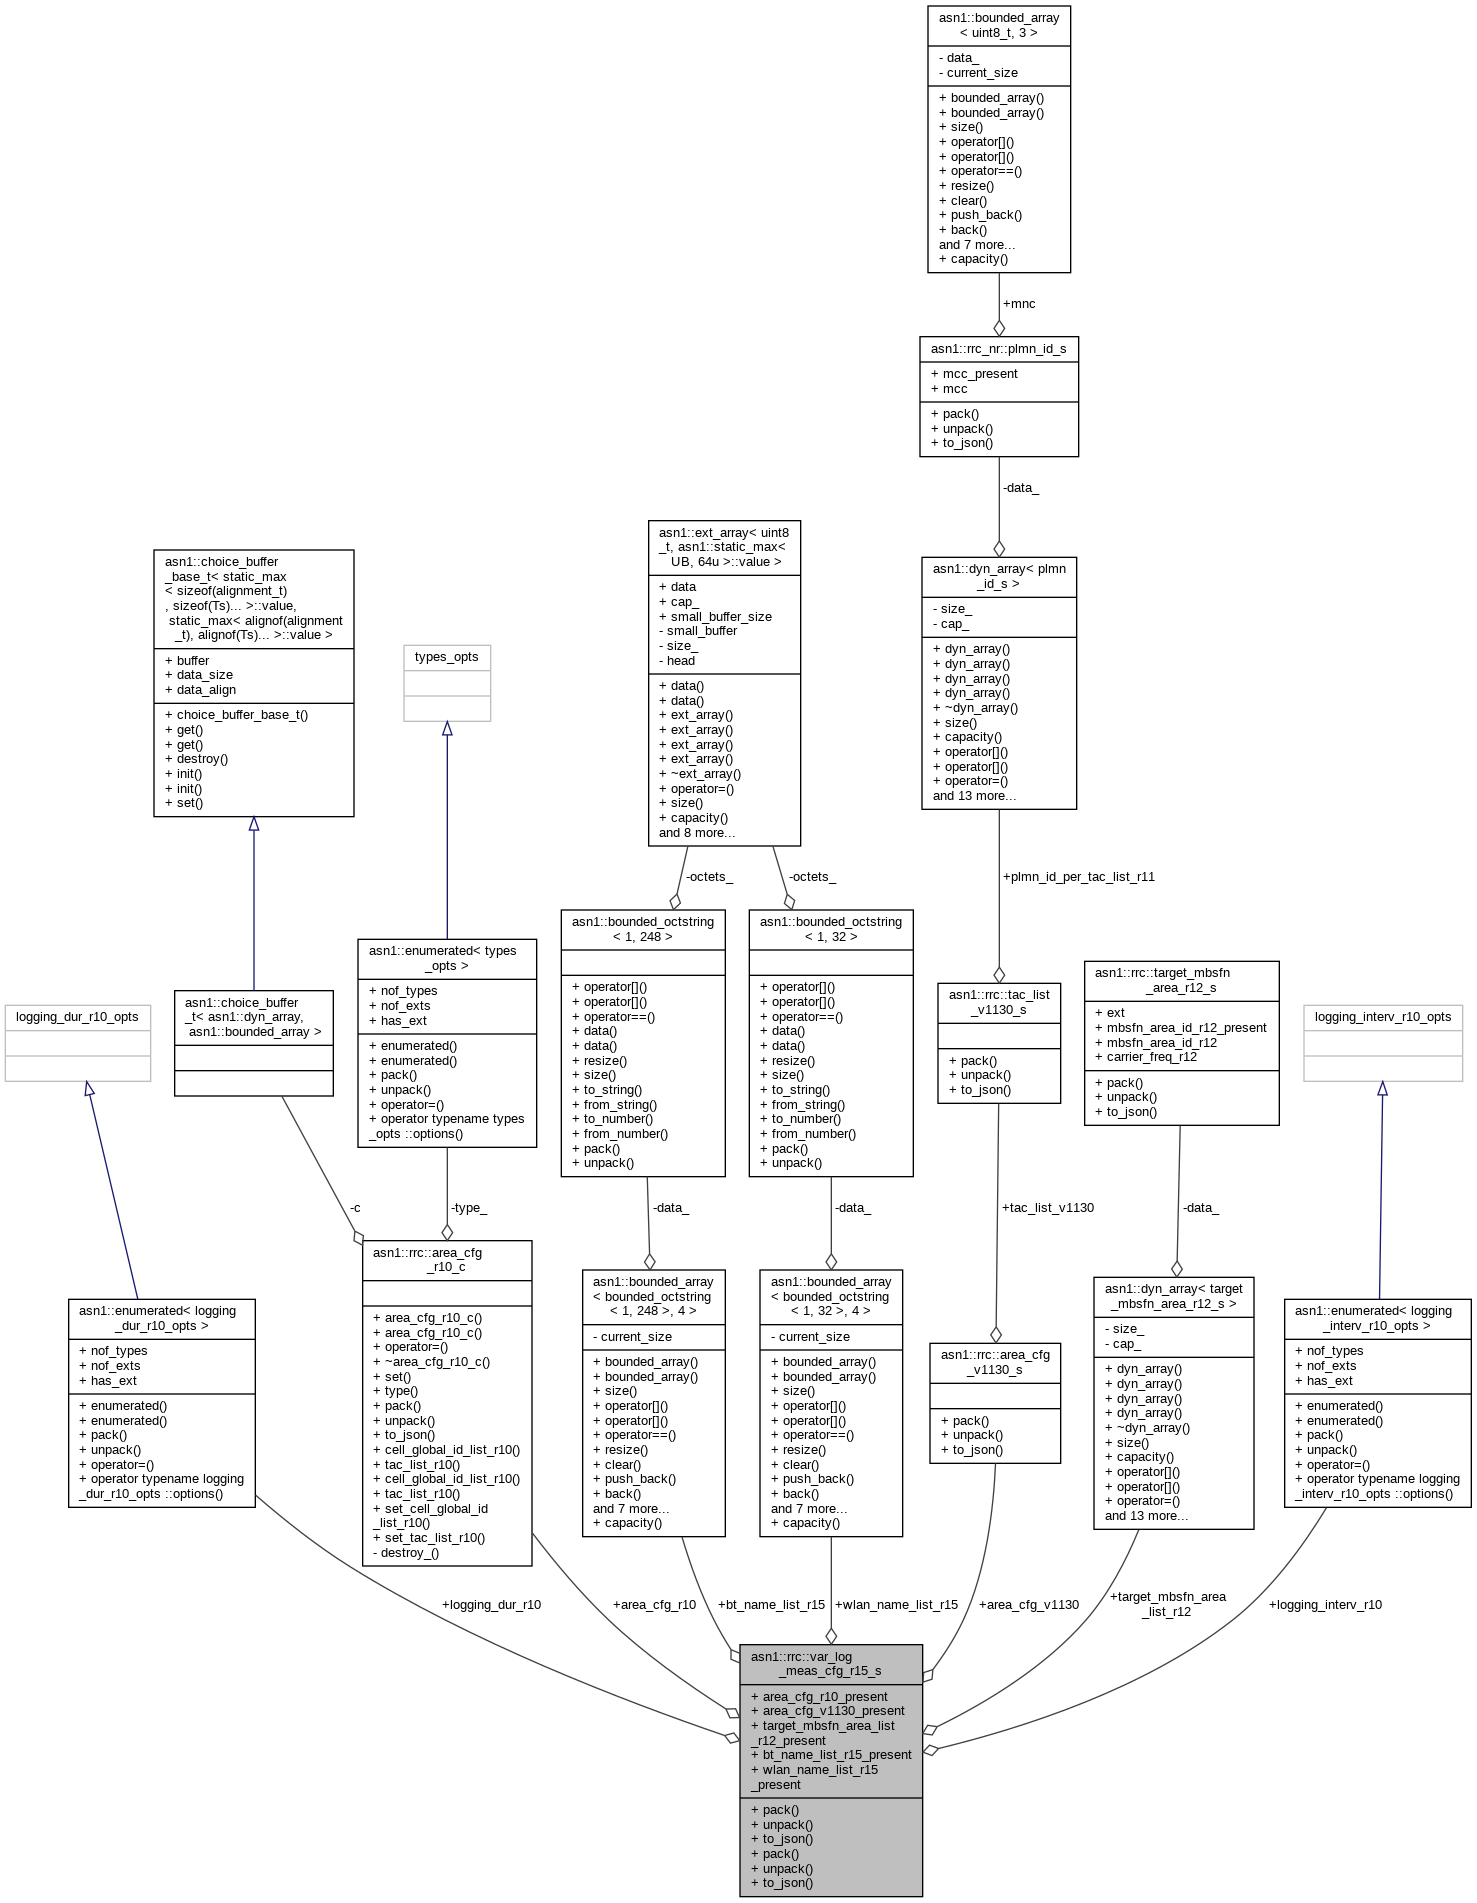 asn1::bounded_array
< uint8_t, 3 >
- data_
- current_size
+ bounded_array()
+ bounded_array()
+ size()
+ operator[]()
+ operator[]()
+ operator==()
+ resize()
+ clear()
+ push_back()
+ back()
and 7 more...
+ capacity()
+mnc
asn1::rrc_nr::plmn_id_s
+ mcc_present
+ mcc
+ pack()
+ unpack()
+ to_json()
-data_
asn1::dyn_array< plmn
_id_s >
- size_
- cap_
+ dyn_array()
+ dyn_array()
+ dyn_array()
+ dyn_array()
+ ~dyn_array()
+ size()
+ capacity()
+ operator[]()
+ operator[]()
+ operator=()
and 13 more...
+plmn_id_per_tac_list_r11
asn1::ext_array< uint8
_t, asn1::static_max<
UB, 64u >::value >
+ data
+ cap_
+ small_buffer_size
- small_buffer
- size_
- head
+ data()
+ data()
+ ext_array()
+ ext_array()
+ ext_array()
+ ext_array()
+ ~ext_array()
+ operator=()
+ size()
+ capacity()
and 8 more...
-octets_
-octets_
asn1::choice_buffer
_base_t< static_max
< sizeof(alignment_t)
, sizeof(Ts)... >::value,
static_max< alignof(alignment
_t), alignof(Ts)... >::value >
+ buffer
+ data_size
+ data_align
+ choice_buffer_base_t()
+ get()
+ get()
+ destroy()
+ init()
+ init()
+ set()
types_opts
logging_dur_r10_opts
asn1::choice_buffer
_t< asn1::dyn_array,
asn1::bounded_array >
-c
asn1::enumerated< types
_opts >
+ nof_types
+ nof_exts
+ has_ext
+ enumerated()
+ enumerated()
+ pack()
+ unpack()
+ operator=()
+ operator typename types
_opts ::options()
-type_
asn1::bounded_octstring
< 1, 248 >
+ operator[]()
+ operator[]()
+ operator==()
+ data()
+ data()
+ resize()
+ size()
+ to_string()
+ from_string()
+ to_number()
+ from_number()
+ pack()
+ unpack()
-data_
asn1::bounded_octstring
< 1, 32 >
+ operator[]()
+ operator[]()
+ operator==()
+ data()
+ data()
+ resize()
+ size()
+ to_string()
+ from_string()
+ to_number()
+ from_number()
+ pack()
+ unpack()
-data_
asn1::rrc::tac_list
_v1130_s
+ pack()
+ unpack()
+ to_json()
+tac_list_v1130
asn1::rrc::target_mbsfn
_area_r12_s
+ ext
+ mbsfn_area_id_r12_present
+ mbsfn_area_id_r12
+ carrier_freq_r12
+ pack()
+ unpack()
+ to_json()
-data_
logging_interv_r10_opts
asn1::enumerated< logging
_dur_r10_opts >
+ nof_types
+ nof_exts
+ has_ext
+ enumerated()
+ enumerated()
+ pack()
+ unpack()
+ operator=()
+ operator typename logging
_dur_r10_opts ::options()
asn1::rrc::area_cfg
_r10_c
+ area_cfg_r10_c()
+ area_cfg_r10_c()
+ operator=()
+ ~area_cfg_r10_c()
+ set()
+ type()
+ pack()
+ unpack()
+ to_json()
+ cell_global_id_list_r10()
+ tac_list_r10()
+ cell_global_id_list_r10()
+ tac_list_r10()
+ set_cell_global_id
_list_r10()
+ set_tac_list_r10()
- destroy_()
asn1::bounded_array
< bounded_octstring
< 1, 248 >, 4 >
- current_size
+ bounded_array()
+ bounded_array()
+ size()
+ operator[]()
+ operator[]()
+ operator==()
+ resize()
+ clear()
+ push_back()
+ back()
and 7 more...
+ capacity()
asn1::bounded_array
< bounded_octstring
< 1, 32 >, 4 >
- current_size
+ bounded_array()
+ bounded_array()
+ size()
+ operator[]()
+ operator[]()
+ operator==()
+ resize()
+ clear()
+ push_back()
+ back()
and 7 more...
+ capacity()
asn1::rrc::area_cfg
_v1130_s
+ pack()
+ unpack()
+ to_json()
asn1::dyn_array< target
_mbsfn_area_r12_s >
- size_
- cap_
+ dyn_array()
+ dyn_array()
+ dyn_array()
+ dyn_array()
+ ~dyn_array()
+ size()
+ capacity()
+ operator[]()
+ operator[]()
+ operator=()
and 13 more...
asn1::enumerated< logging
_interv_r10_opts >
+ nof_types
+ nof_exts
+ has_ext
+ enumerated()
+ enumerated()
+ pack()
+ unpack()
+ operator=()
+ operator typename logging
_interv_r10_opts ::options()
+logging_dur_r10
+area_cfg_r10
+bt_name_list_r15
+wlan_name_list_r15
+area_cfg_v1130
+target_mbsfn_area
_list_r12
+logging_interv_r10
asn1::rrc::var_log
_meas_cfg_r15_s
+ area_cfg_r10_present
+ area_cfg_v1130_present
+ target_mbsfn_area_list
_r12_present
+ bt_name_list_r15_present
+ wlan_name_list_r15
_present
+ pack()
+ unpack()
+ to_json()
+ pack()
+ unpack()
+ to_json()